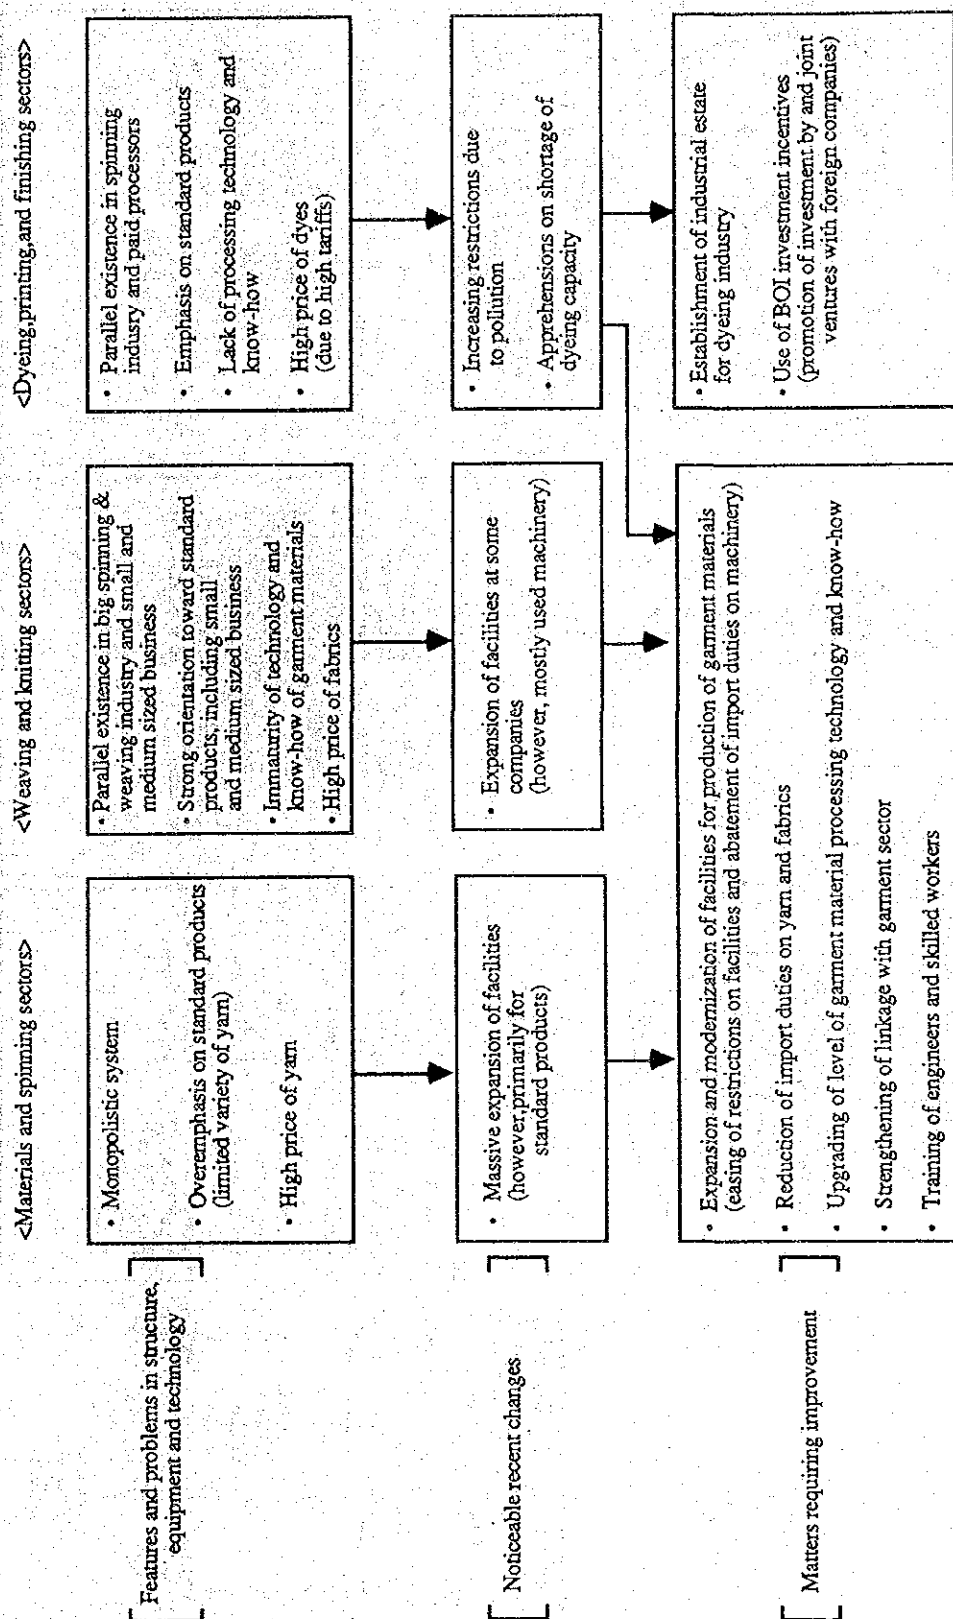 <Materials and spinning sectors>
<Weaving and knitting sectors>
<Dyeing,printing,and finishing sectors>
[Features and problems in structure,
equipment and technology]
• Monopolistic system
• Overemphasis on standard products
(limited variety of yarn)
• High price of yarn
• Parallel existence in big spinning &
weaving industry and small and
medium sized business
• Strong orientation toward standard
products, including small
and medium sized business
• Immaturity of technology and
know-how of garment materials
• High price of fabrics
• Parallel existence in spinning
indusry and paid processors
• Emphasis on standard products
• Lack of processing technology and
know-how
• High price of dyes
(due to high tariffs)
[Noticeable recent changes]
• Massive expansion of facilities
(however,primarily for
standard products)
• Expansion of facilities at some
companies
(however, mostly used machinery)
• Increasing restrictions due
to pollution
• Apprehensions on shortage of
dyeing capacity
[Matters requiring improvement]
• Expansion and modernization of facilities for production of garment materials
(easing of restrictions on facilities and abatement of import duties on machinery)
• Reduction of import duties on yarn and fabrics
• Upgrading of level of garment material processing technology and know-how
• Strengthening of linkage with garment sector
• Training of engineers and skilled workers
• Establishment of industrial estate
for dyeing industry
• Use of BOI investment incentives
(promotion of investment by and joint
ventures with foreign companies)